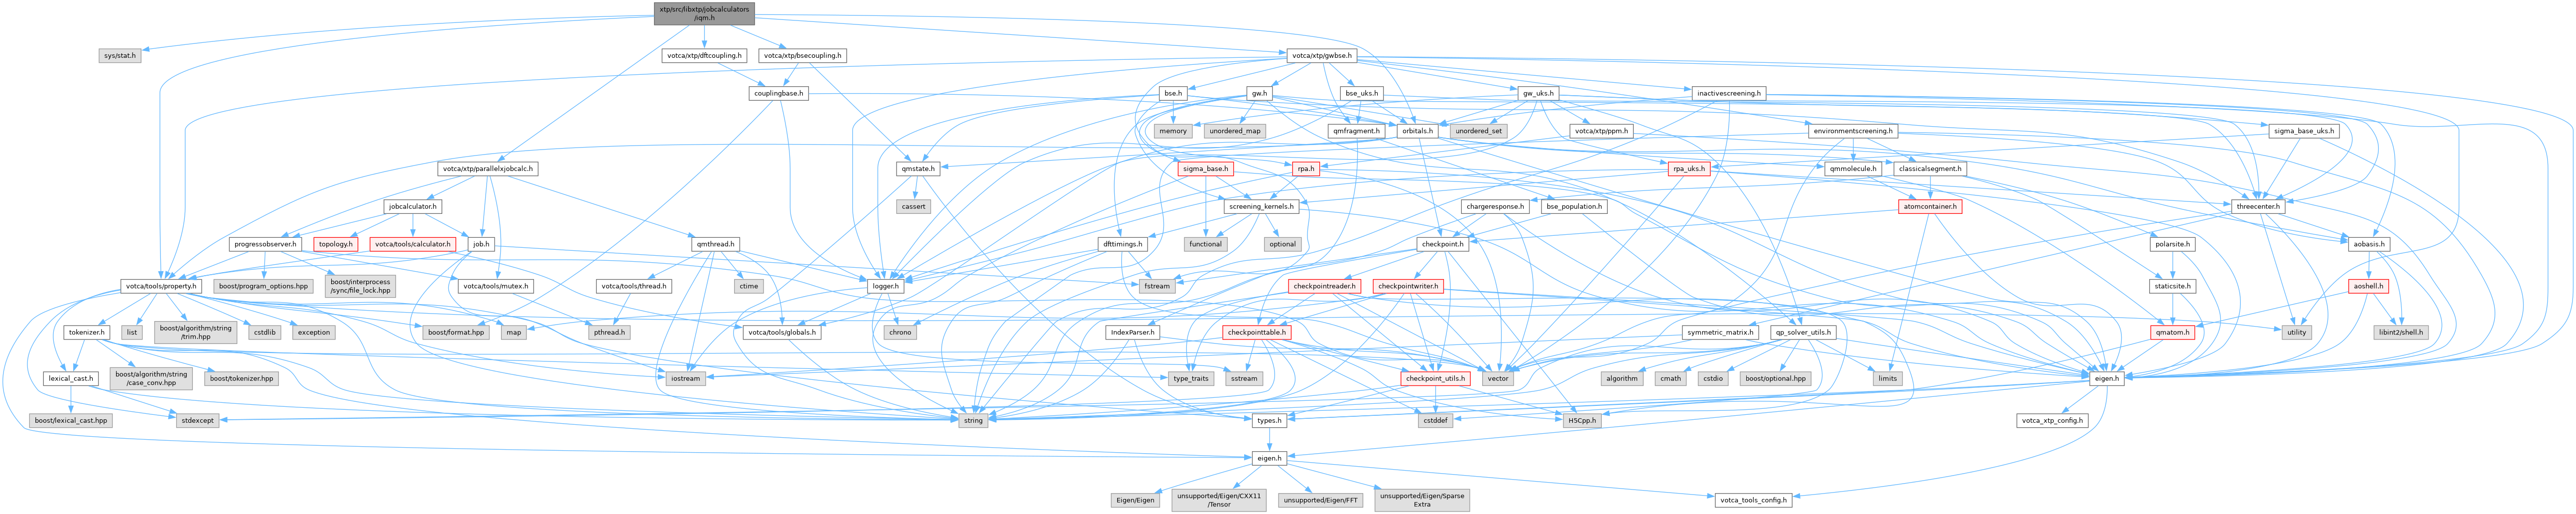 xtp/src/libxtp/jobcalculators
/iqm.h
sys/stat.h
votca/xtp/dftcoupling.h
votca/xtp/bsecoupling.h
votca/xtp/gwbse.h
couplingbase.h
bse.h
gw.h
bse_uks.h
gw_uks.h
inactivescreening.h
memory
unordered_map
qmfragment.h
orbitals.h
unordered_set
votca/xtp/ppm.h
environmentscreening.h
sigma_base_uks.h
votca/xtp/parallelxjobcalc.h
qmstate.h
sigma_base.h
rpa.h
rpa_uks.h
qmmolecule.h
classicalsegment.h
jobcalculator.h
cassert
screening_kernels.h
chargeresponse.h
bse_population.h
atomcontainer.h
threecenter.h
progressobserver.h
topology.h
votca/tools/calculator.h
job.h
qmthread.h
dfttimings.h
functional
optional
checkpoint.h
polarsite.h
aobasis.h
votca/tools/property.h
boost/program_options.hpp
boost/interprocess
/sync/file_lock.hpp
votca/tools/mutex.h
votca/tools/thread.h
ctime
logger.h
fstream
checkpointreader.h
checkpointwriter.h
staticsite.h
aoshell.h
tokenizer.h
list
boost/algorithm/string
/trim.hpp
cstdlib
exception
boost/format.hpp
map
pthread.h
votca/tools/globals.h
chrono
IndexParser.h
checkpointtable.h
symmetric_matrix.h
qp_solver_utils.h
qmatom.h
utility
libint2/shell.h
lexical_cast.h
boost/algorithm/string
/case_conv.hpp
boost/tokenizer.hpp
iostream
type_traits
sstream
checkpoint_utils.h
vector
algorithm
cmath
cstdio
boost/optional.hpp
limits
eigen.h
boost/lexical_cast.hpp
stdexcept
string
types.h
cstddef
H5Cpp.h
votca_xtp_config.h
eigen.h
Eigen/Eigen
unsupported/Eigen/CXX11
/Tensor
unsupported/Eigen/FFT
unsupported/Eigen/Sparse
Extra
votca_tools_config.h